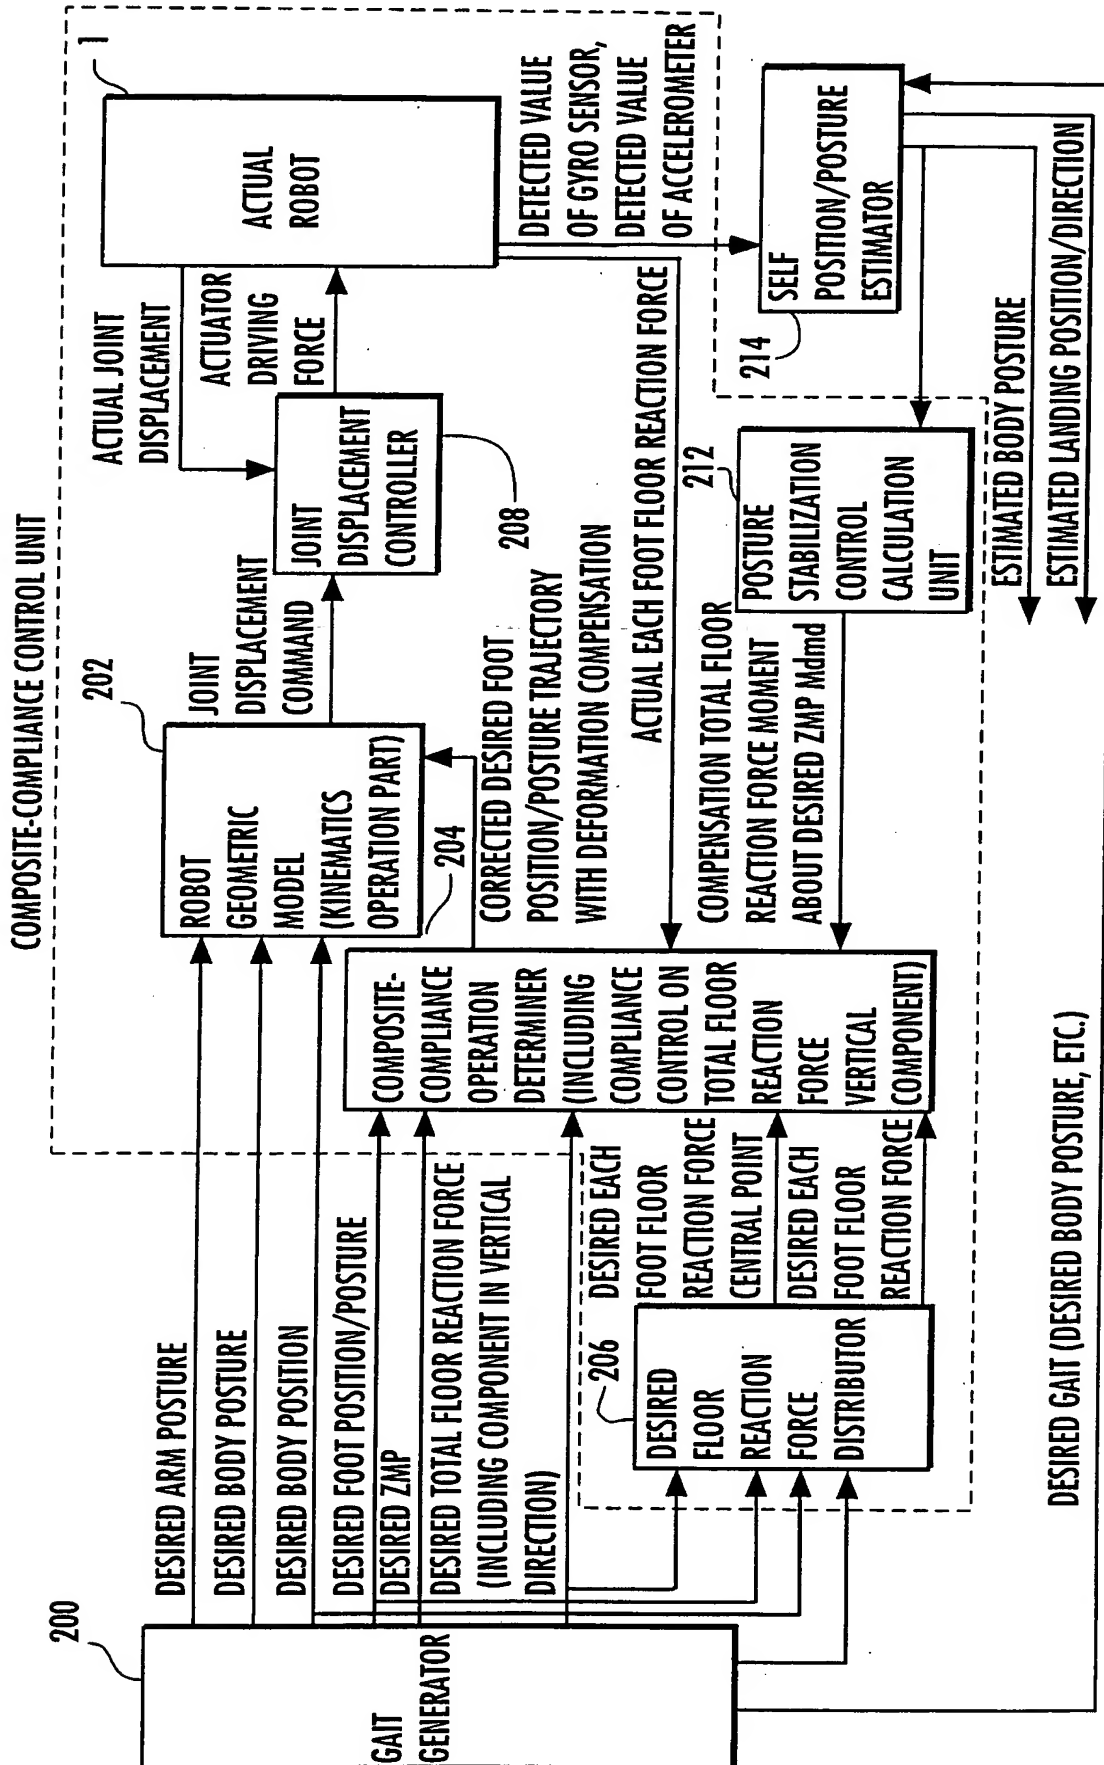 COMPOSITE-COMPLIANCE CONTROL UNIT
200
GAIT
GENERATOR
DESIRED ARM POSTURE
DESIRED BODY POSTURE
DESIRED BODY POSITION
DESIRED FOOT POSITION/POSTURE
DESIRED ZMP
DESIRED TOTAL FLOOR REACTION FORCE
(INCLUDING COMPONENT IN VERTICAL
DIRECTION)
206
DESIRED
FLOOR
REACTION
FORCE
DISTRIBUTOR
DESIRED EACH
FOOT FLOOR
REACTION FORCE
CENTRAL POINT
DESIRED EACH
FOOT FLOOR
REACTION FORCE
202
ROBOT
GEOMETRIC
MODEL
(KINEMATICS
OPERATION PART)
204
COMPOSITE-
COMPLIANCE
OPERATION
DETERMINER
(INCLUDING
COMPLIANCE
CONTROL ON
TOTAL FLOOR
REACTION
FORCE
VERTICAL
COMPONENT)
JOINT
DISPLACEMENT
COMMAND
CORRECTED DESIRED FOOT
POSITION/POSTURE TRAJECTORY
WITH DEFORMATION COMPENSATION
JOINT
DISPLACEMENT
CONTROLLER
208
ACTUAL JOINT
DISPLACEMENT
ACTUATOR
DRIVING
FORCE
1
ACTUAL
ROBOT
DETECTED VALUE
OF GYRO SENSOR,
DETECTED VALUE
OF ACCELEROMETER
ACTUAL EACH FOOT FLOOR REACTION FORCE
COMPENSATION TOTAL FLOOR
REACTION FORCE MOMENT
ABOUT DESIRED ZMP Mdmd
212
POSTURE
STABILIZATION
CONTROL
CALCULATION
UNIT
214
SELF
POSITION/POSTURE
ESTIMATOR
ESTIMATED BODY POSTURE
ESTIMATED LANDING POSITION/DIRECTION
DESIRED GAIT (DESIRED BODY POSTURE, ETC.)